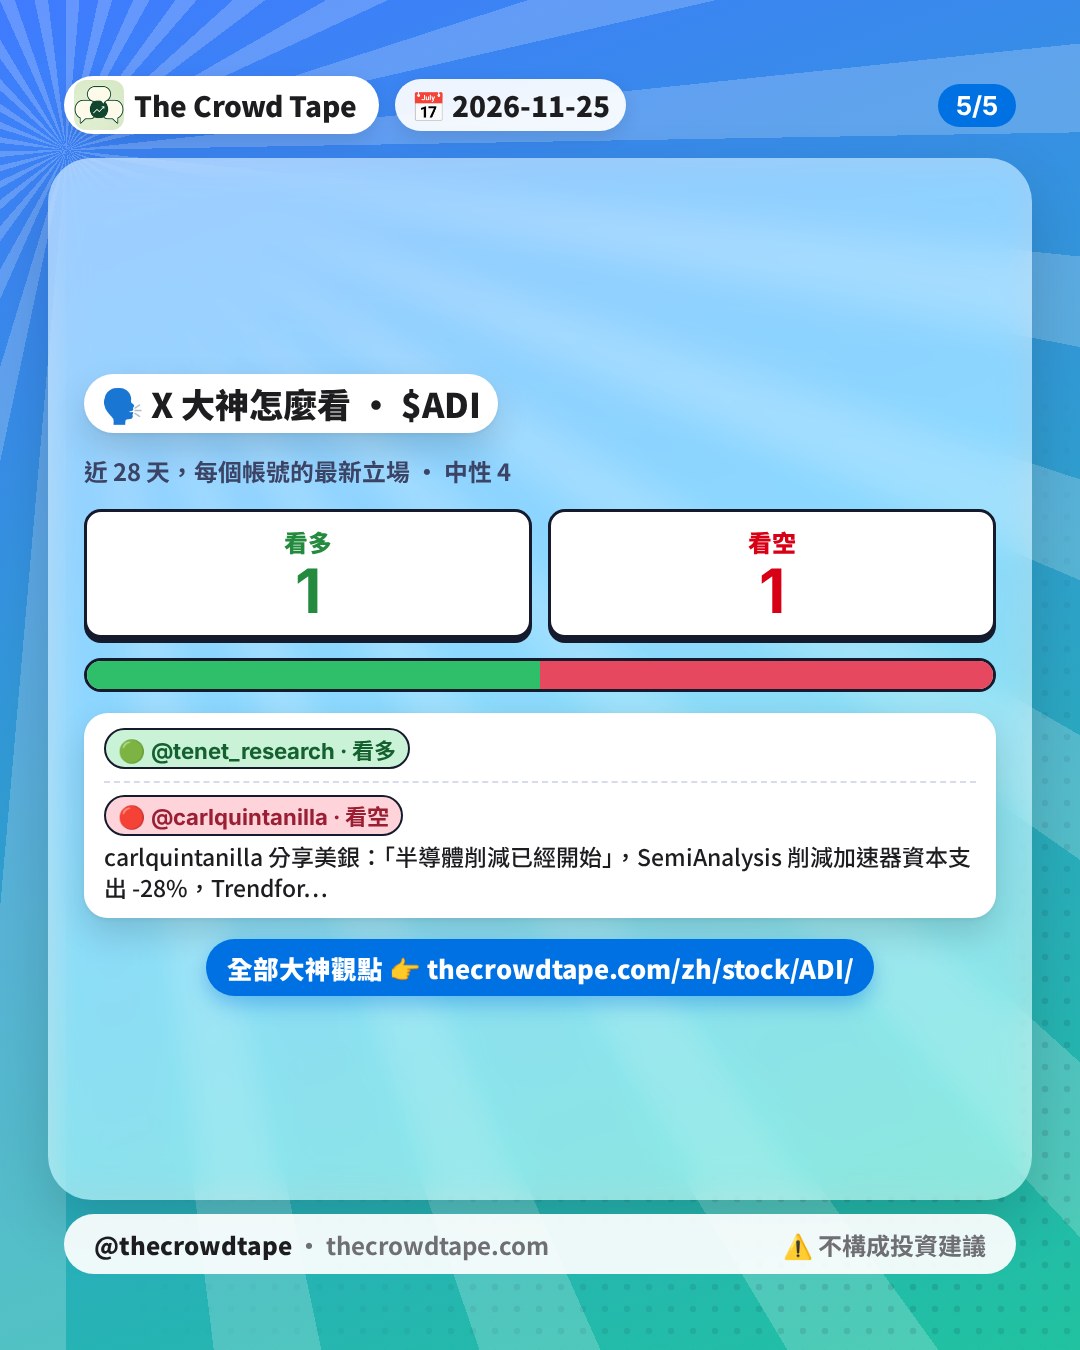 The Crowd Tape
📅 2026-11-25
5/5
🗣️ X 大神怎麼看 · $ADI
近 28 天，每個帳號的最新立場 · 中性 4
看多
1
看空
1
🟢 @tenet_research · 看多
🔴 @carlquintanilla · 看空
carlquintanilla 分享美銀：「半導體削減已經開始」，SemiAnalysis 削減加速器資本支
出 -28%，Trendfor…
全部大神觀點 👉 thecrowdtape.com/zh/stock/ADI/
@thecrowdtape · thecrowdtape.com
⚠️ 不構成投資建議